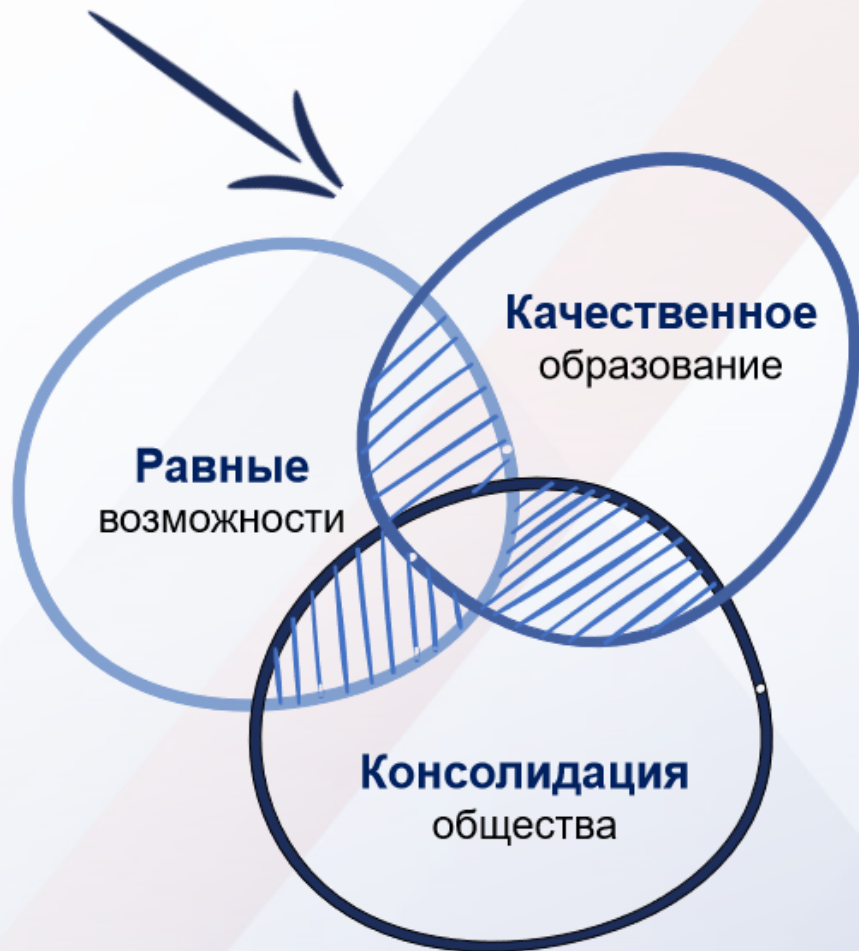 Качественное
образование
Равные
возможности
Консолидация
общества